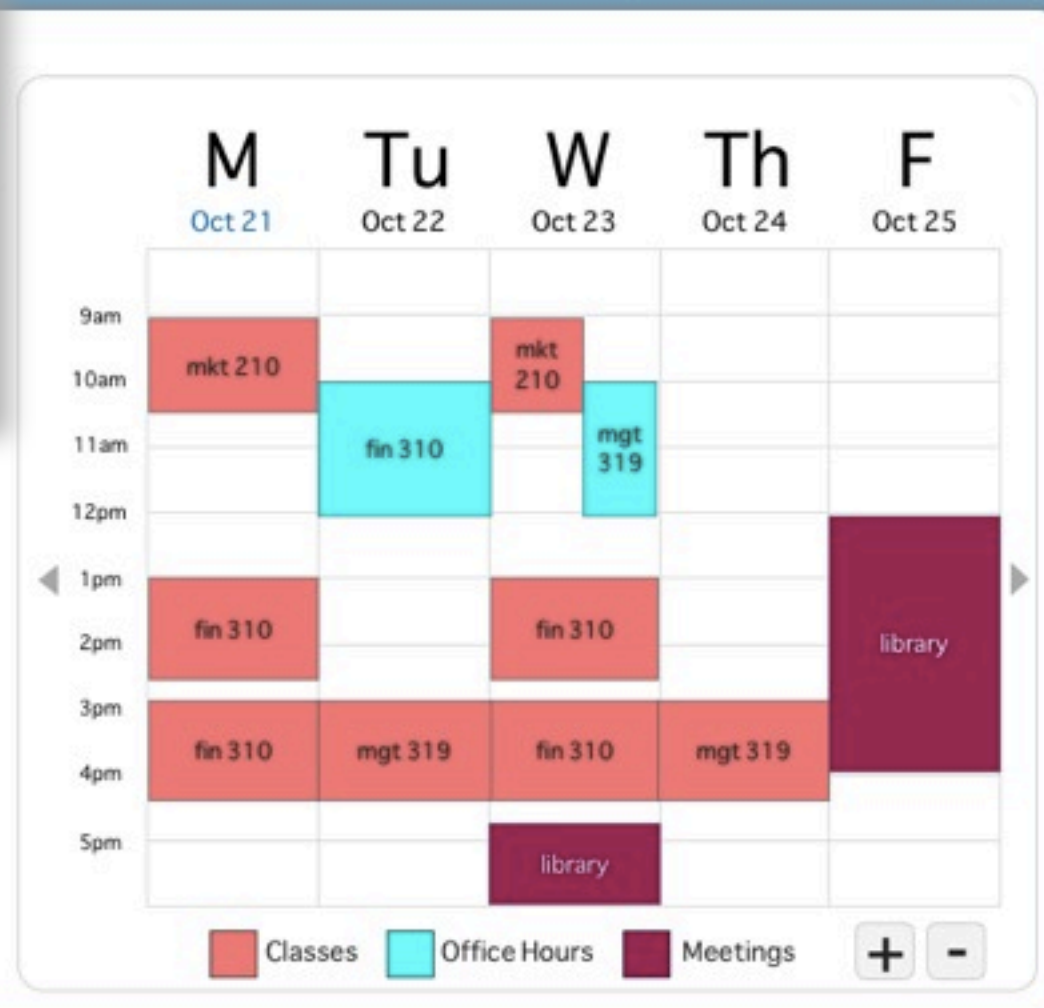 M Tu W Th F
Oct 21 Oct 22 Oct 23 Oct 24 Oct 25
9am
mkt 210
mkt
210
10am
fin 310
mgt
319
11am
12pm
1pm
fin 310 fin 310
2pm
library
3pm
fin 310 mgt 319 fin 310 mgt 319
4pm
5pm
library
Classes Office Hours Meetings + -